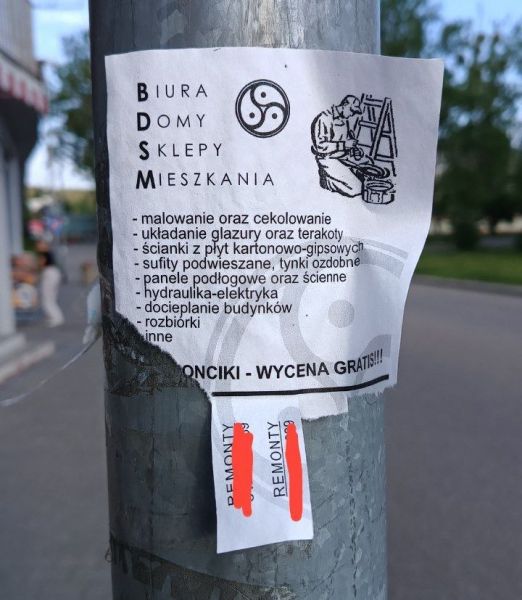 BIURA
DOMY
SKLEPY
MIESZKANIA
- malowanie oraz cekolowanie
- układanie glazury oraz terakoty
- ścianki z płyt kartonowo-gipsowych
- sufity podwieszane, tynki ozdobne
- panele podłogowe oraz ścienne
- hydraulika-elektryka
- docieplanie budynków
- rozbiórki
-inne
ONCIKI - WYCENA GRATIS!!!
REMONTY
REMONTY